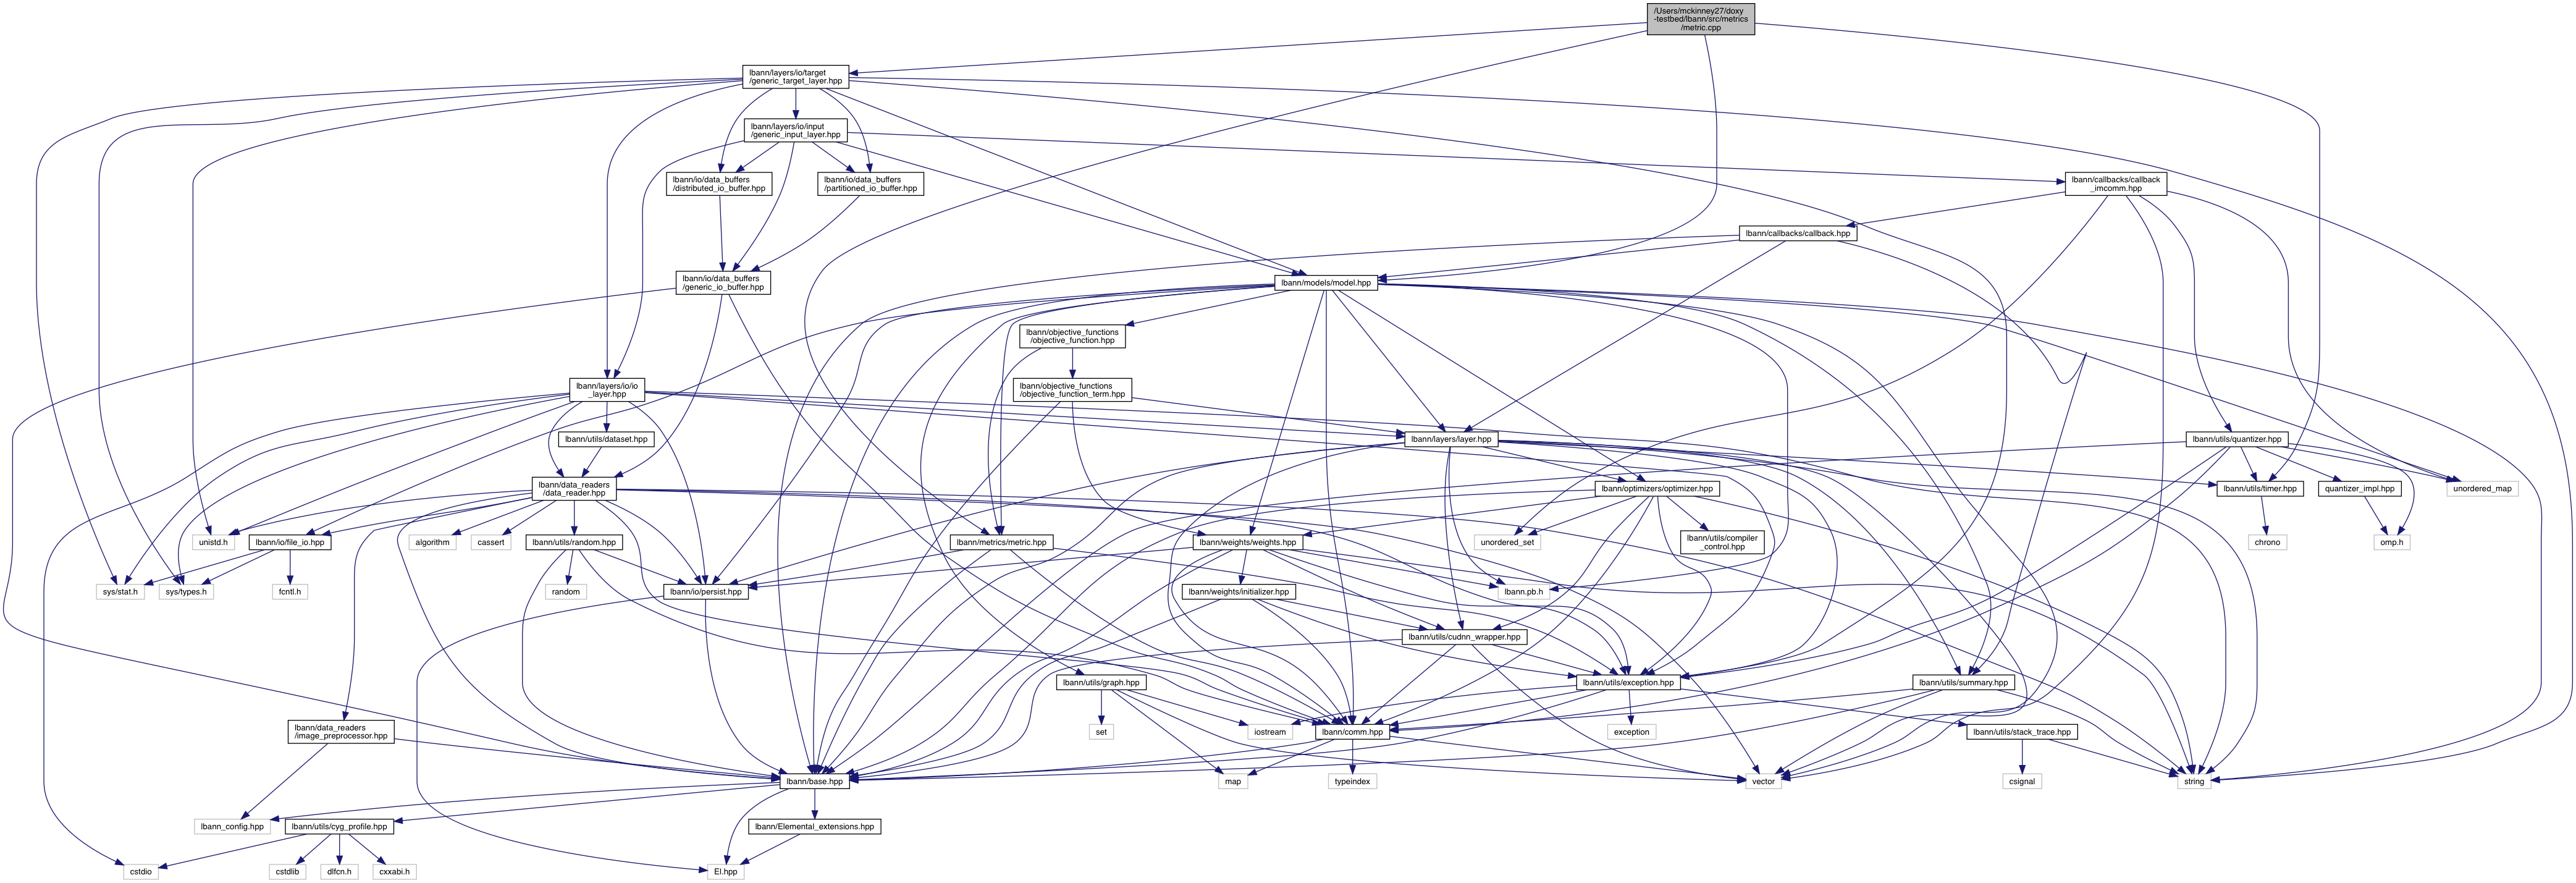 /Users/mckinney27/doxy
-testbed/lbann/src/metrics
/metric.cpp
lbann/layers/io/target
/generic_target_layer.hpp
lbann/layers/io/input
/generic_input_layer.hpp
lbann/io/data_buffers
/distributed_io_buffer.hpp
lbann/io/data_buffers
/partitioned_io_buffer.hpp
lbann/callbacks/callback
_imcomm.hpp
lbann/callbacks/callback.hpp
lbann/io/data_buffers
/generic_io_buffer.hpp
lbann/models/model.hpp
lbann/objective_functions
/objective_function.hpp
lbann/layers/io/io
_layer.hpp
lbann/objective_functions
/objective_function_term.hpp
lbann/utils/dataset.hpp
lbann/layers/layer.hpp
lbann/utils/quantizer.hpp
lbann/data_readers
/data_reader.hpp
lbann/optimizers/optimizer.hpp
lbann/utils/timer.hpp
quantizer_impl.hpp
unordered_map
unistd.h
lbann/io/file_io.hpp
algorithm
cassert
lbann/utils/random.hpp
lbann/metrics/metric.hpp
lbann/weights/weights.hpp
unordered_set
lbann/utils/compiler
_control.hpp
chrono
omp.h
sys/stat.h
sys/types.h
fcntl.h
random
lbann/io/persist.hpp
lbann/weights/initializer.hpp
lbann.pb.h
lbann/utils/cudnn_wrapper.hpp
lbann/utils/graph.hpp
lbann/utils/exception.hpp
lbann/utils/summary.hpp
lbann/data_readers
/image_preprocessor.hpp
set
iostream
lbann/comm.hpp
exception
lbann/utils/stack_trace.hpp
lbann/base.hpp
map
typeindex
vector
csignal
string
lbann_config.hpp
lbann/utils/cyg_profile.hpp
lbann/Elemental_extensions.hpp
cstdio
cstdlib
dlfcn.h
cxxabi.h
El.hpp